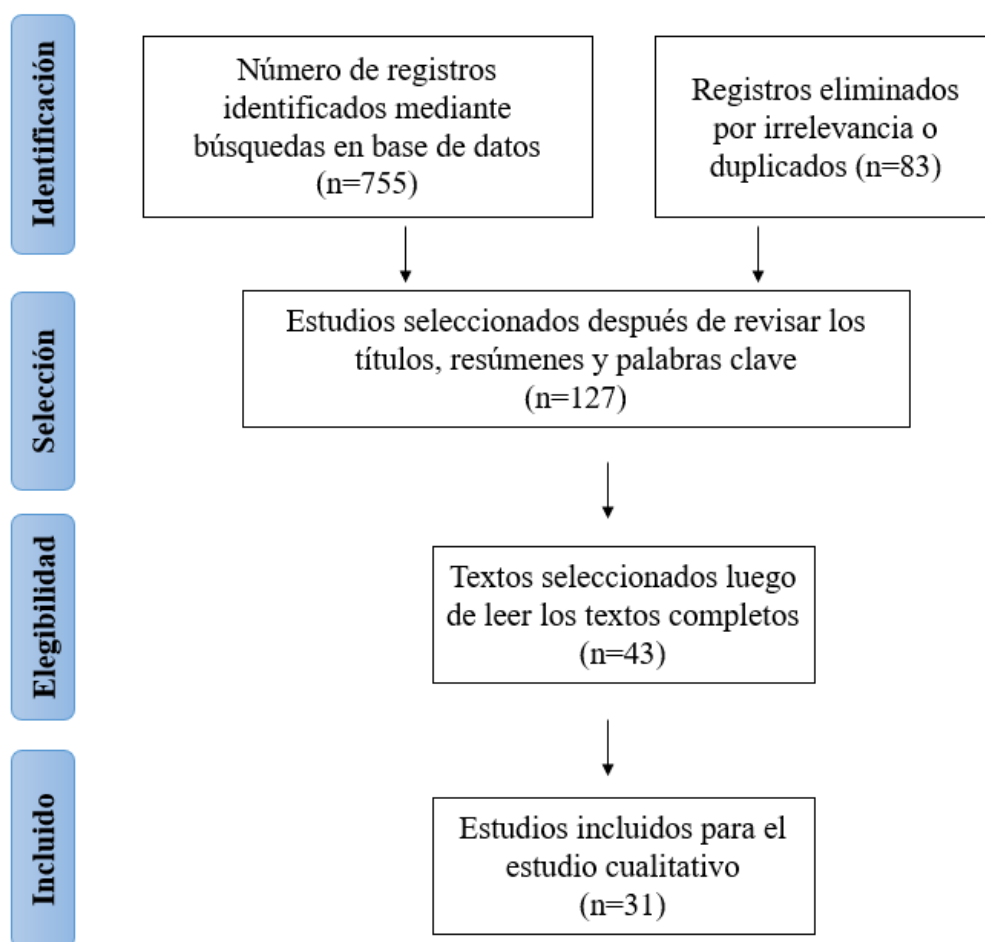 Identificación
Número de registros
identificados mediante
búsquedas en base de datos
(n=755)
Registros eliminados
por irrelevancia o
duplicados (n=83)
Selección
Estudios seleccionados después de revisar los
títulos, resúmenes y palabras clave
(n=127)
Elegibilidad
Textos seleccionados luego
de leer los textos completos
(n=43)
Incluido
Estudios incluidos para el
estudio cualitativo
(n=31)